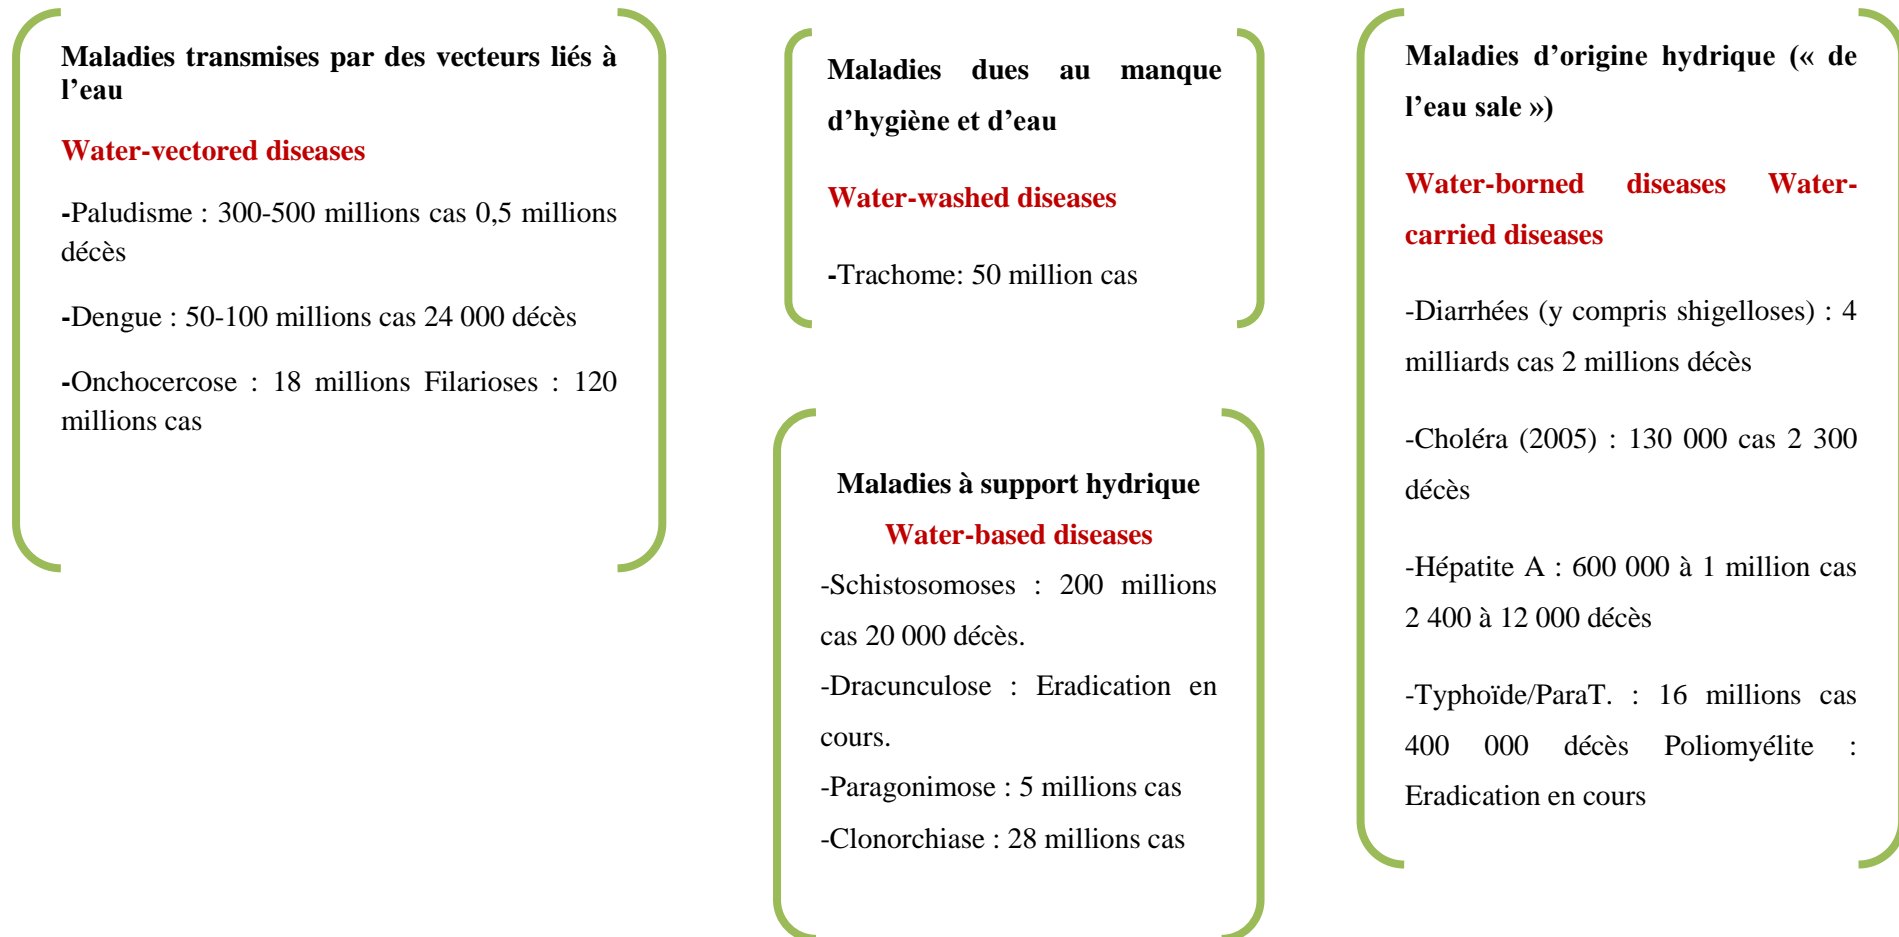 Maladies transmises par des vecteurs liés à
l’eau
Water-vectored diseases
-Paludisme : 300-500 millions cas 0,5 millions
décès
-Dengue : 50-100 millions cas 24 000 décès
-Onchocercose : 18 millions Filarioses : 120
millions cas
Maladies dues au manque
d’hygiène et d’eau
Water-washed diseases
-Trachome: 50 million cas
Maladies à support hydrique
Water-based diseases
-Schistosomoses : 200 millions
cas 20 000 décès.
-Dracunculose : Eradication en
cours.
-Paragonimose : 5 millions cas
-Clonorchiase : 28 millions cas
Maladies d’origine hydrique (« de
l’eau sale »)
Water-borned diseases Water-
carried diseases
-Diarrhées (y compris shigelloses) : 4
milliards cas 2 millions décès
-Choléra (2005) : 130 000 cas 2 300
décès
-Hépatite A : 600 000 à 1 million cas
2 400 à 12 000 décès
-Typhoïde/ParaT. : 16 millions cas
400 000 décès Poliomyélite :
Eradication en cours